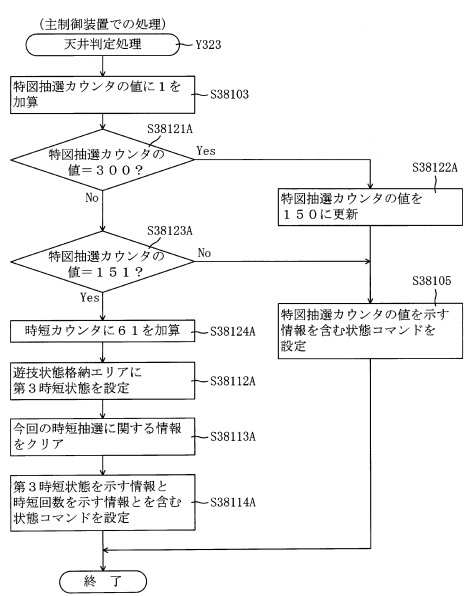 (主制御装置での処理)
天井判定処理
Y323
特図抽選カウンタの値に１を
加算
S38103
S38121A
特図抽選カウンタの
値＝３００？
Yes
No
S38122A
特図抽選カウンタの値を
１５０に更新
S38123A
特図抽選カウンタの
値＝１５１？
No
Yes
S38105
特図抽選カウンタの値を示す
情報を含む状態コマンドを
設定
時短カウンタに６１を加算
S38124A
遊技状態格納エリアに
第３時短状態を設定
S38112A
今回の時短抽選に関する情報
をクリア
S38113A
第３時短状態を示す情報と
時短回数を示す情報とを含む
状態コマンドを設定
S38114A
終 了